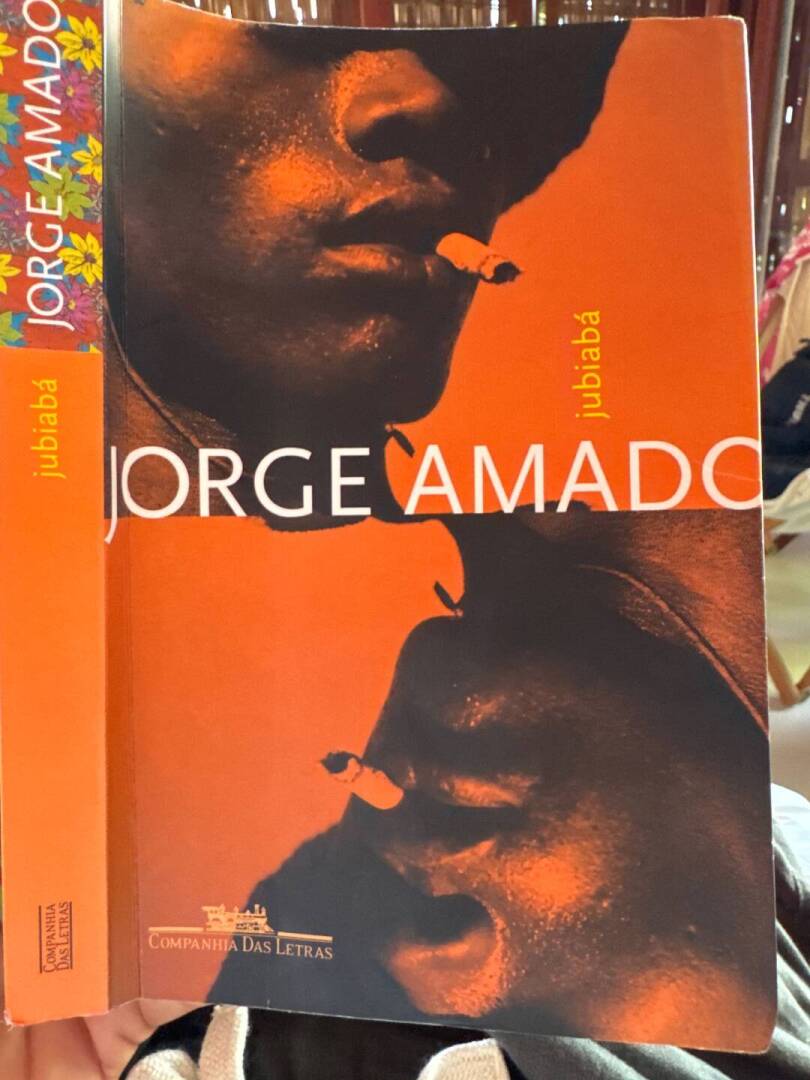 JORGE AMADO
jubiabá
COMPANHIA
DAS LETRAS
jubiabá
JORGE AMADO
COMPANHIA DAS LETRAS